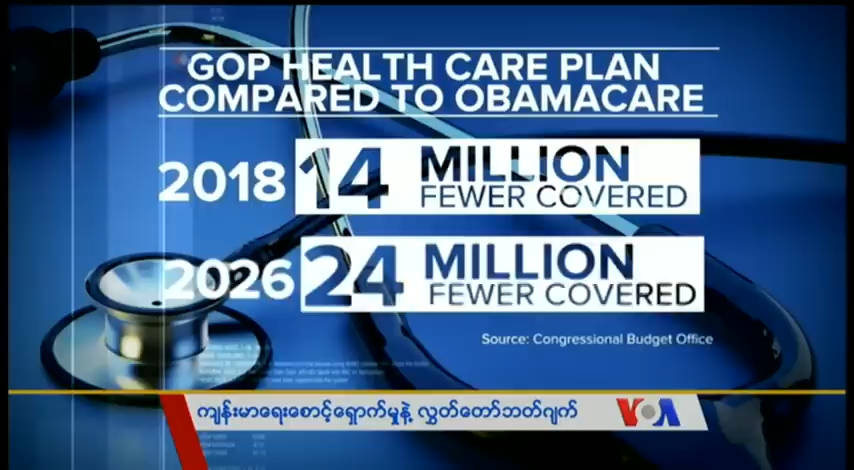 GOP HEALTH CARE PLAN
COMPARED TO OBAMACARE
2018 14 MILLION
FEWER COVERED
2026 24 MILLION
FEWER COVERED
Source: Congressional Budget Office
ကျန်းမာရေးစောင့်ရှောက်မှုနဲ့ လွှတ်တော်ဘတ်ဂျက်
VOA